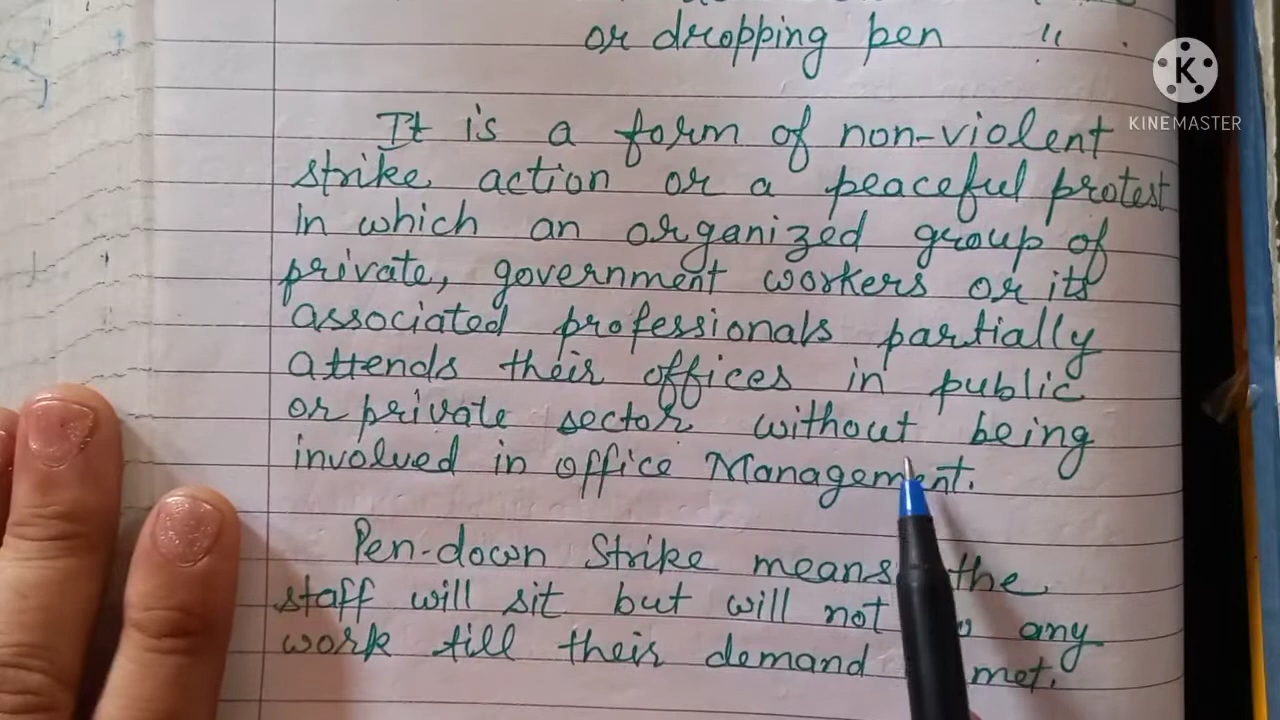 or dropping pen " .
It is a form of non-violent
strike action or a peaceful protest
in which an organized group of
private, government workers or its
associated professionals partially
attends their offices in public
or private sector without being
involved in office Management.
Pen-down Strike means the
staff will sit but will not any
work till their demand met.
K
KINEMASTER